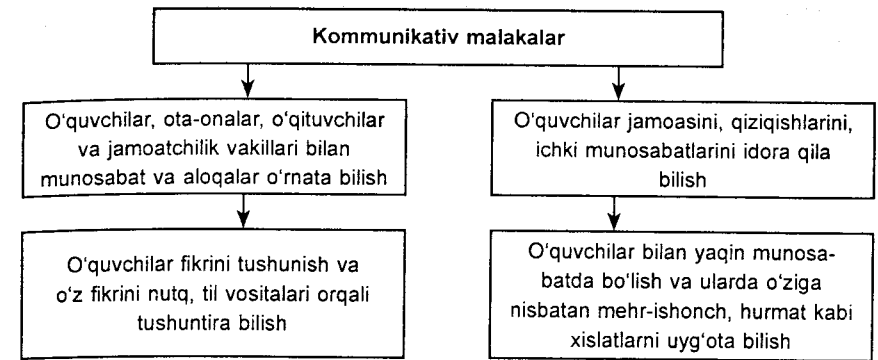 Kommunikativ malakalar
O‘quvchilar, ota-onalar, o‘qituvchilar
va jamoatchilik vakillari bilan
munosabat va aloqalar o‘rnata bilish
O‘quvchilar jamoasini, qiziqishlarini,
ichki munosabatlarini idora qila
bilish
O‘quvchilar fikrini tushunish va
o‘z fikrini nutq, til vositalari orqali
tushuntira bilish
O‘quvchilar bilan yaqin munosa-
batda bo‘lish va ularda o‘ziga
nisbatan mehr-ishonch, hurmat kabi
xislatlarni uyg‘ota bilish